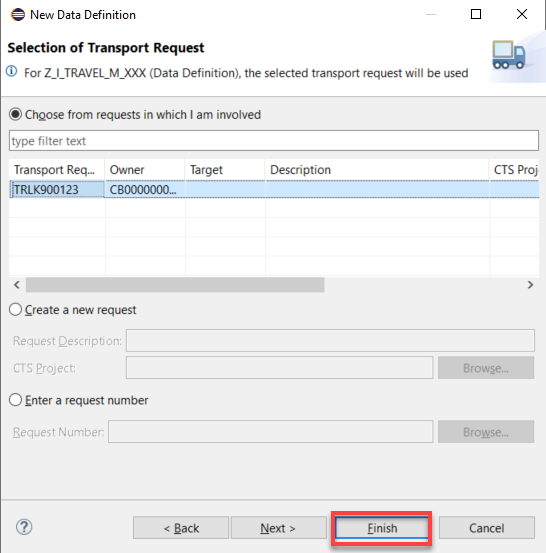 New Data Definition
Selection of Transport Request
For Z_I_TRAVEL_M_XXX (Data Definition), the selected transport request will be used
Choose from requests in which I am involved
type filter text
Transport Req... Owner Target Description CTS Proj
TRLK900123 CB0000000...
Create a new request
Request Description:
CTS Project: Browse...
Enter a request number
Request Number: Browse...
? < Back Next > Finish Cancel